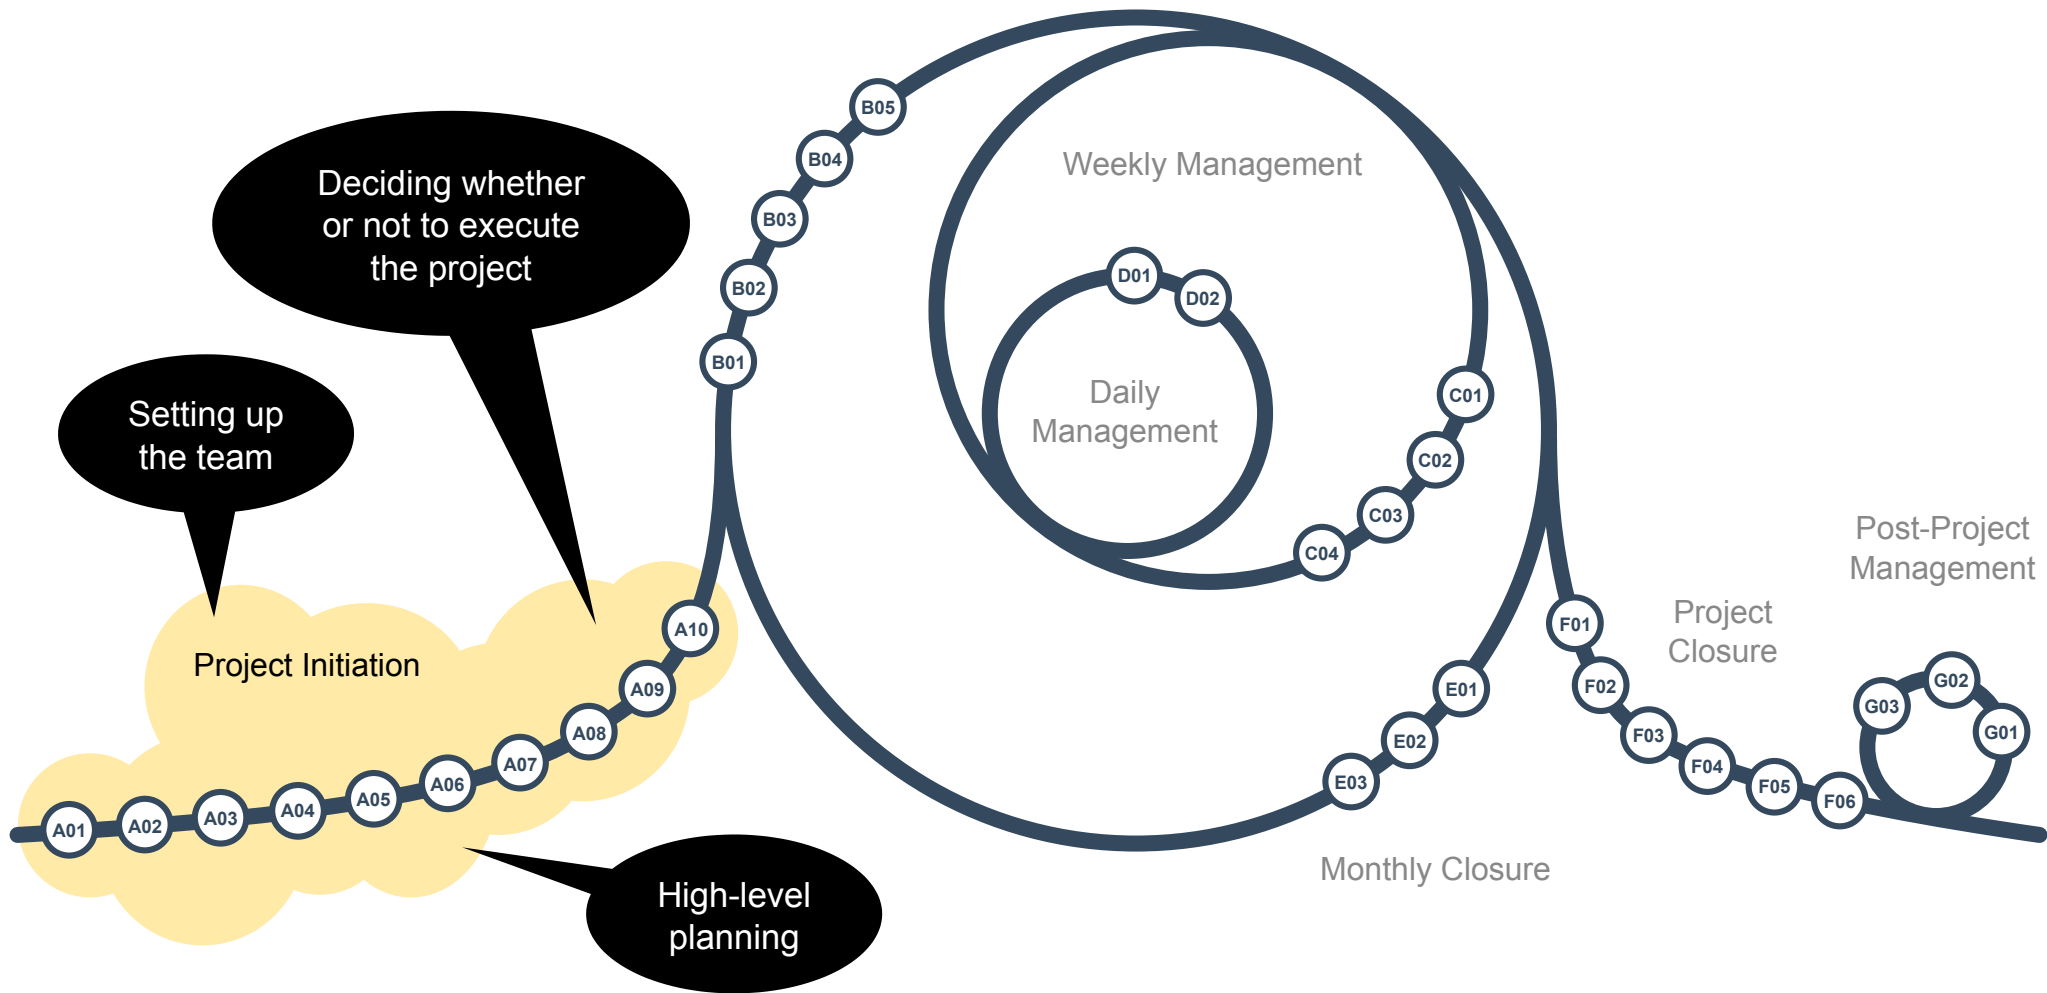 Deciding whether
or not to execute
the project
Setting up
the team
Project Initiation
High-level
planning
A01
A02
A03
A04
A05
A06
A07
A08
A09
A10
B01
B02
B03
B04
B05
Weekly Management
Daily
Management
D01
D02
C01
C02
C03
C04
E01
E02
E03
Monthly Closure
Project
Closure
F01
F02
F03
F04
F05
F06
Post-Project
Management
G01
G02
G03